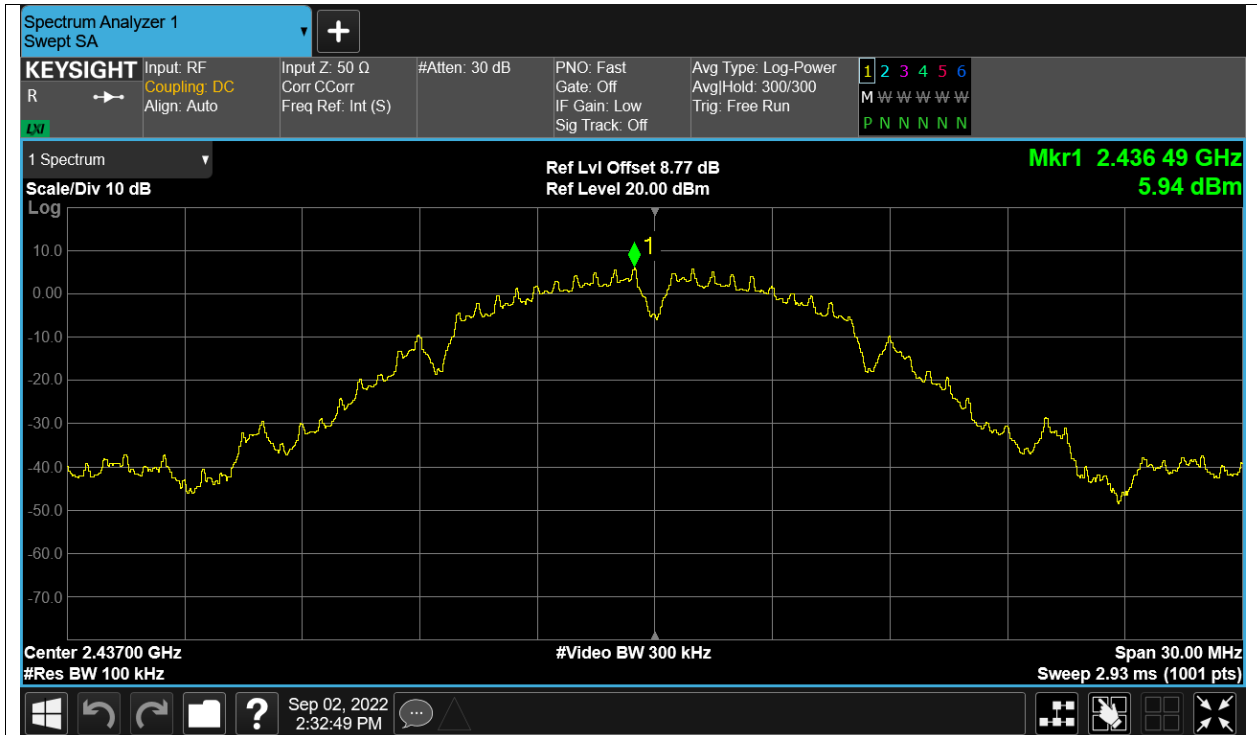 Spectrum Analyzer 1
Swept SA
+
KEYSIGHT
R
LXI
Input: RF
Coupling: DC
Align: Auto
Input Z: 50 Ω
Corr CCorr
Freq Ref: Int (S)
#Atten: 30 dB
PNO: Fast
Gate: Off
IF Gain: Low
Sig Track: Off
Avg Type: Log-Power
Avg|Hold: 300/300
Trig: Free Run
1 2 3 4 5 6
M W W W W W
P N N N N N
1 Spectrum
Scale/Div 10 dB
Log
Ref Lvl Offset 8.77 dB
Ref Level 20.00 dBm
Mkr1 2.436 49 GHz
5.94 dBm
1
10.0
0.00
-10.0
-20.0
-30.0
-40.0
-50.0
-60.0
-70.0
Center 2.43700 GHz
#Res BW 100 kHz
#Video BW 300 kHz
Span 30.00 MHz
Sweep 2.93 ms (1001 pts)
?
Sep 02, 2022
2:32:49 PM